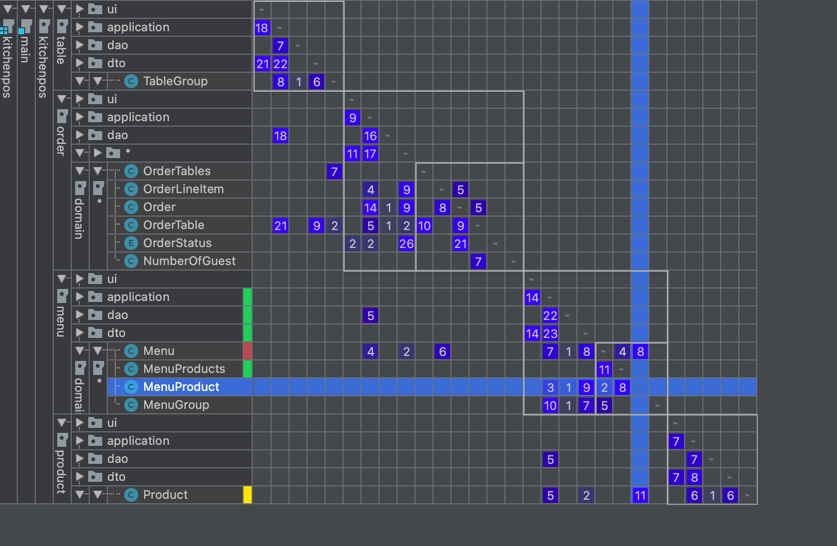 kitchenpos
main
kitchenpos
table
ui -
application 18 -
dao 7 -
dto 21 22 -
TableGroup 8 1 6 -
order
ui -
application 9 -
dao 18 16 -
* 11 17 -
domain
*
OrderTables 7 -
OrderLineItem 4 9 - 5
Order 14 1 9 8 - 5
OrderTable 21 9 2 5 1 2 10 9 -
OrderStatus 2 2 26 21 -
NumberOfGuest 7 -
menu
ui -
application 14 -
dao 5 22 -
dto 14 23 -
domai
*
Menu 4 2 6 7 1 8 - 4 8
MenuProducts 11 -
MenuProduct 3 1 9 2 8 -
MenuGroup 10 1 7 5 -
product
ui -
application 7 -
dao 5 7 -
dto 7 8 -
Product 5 2 11 6 1 6 -